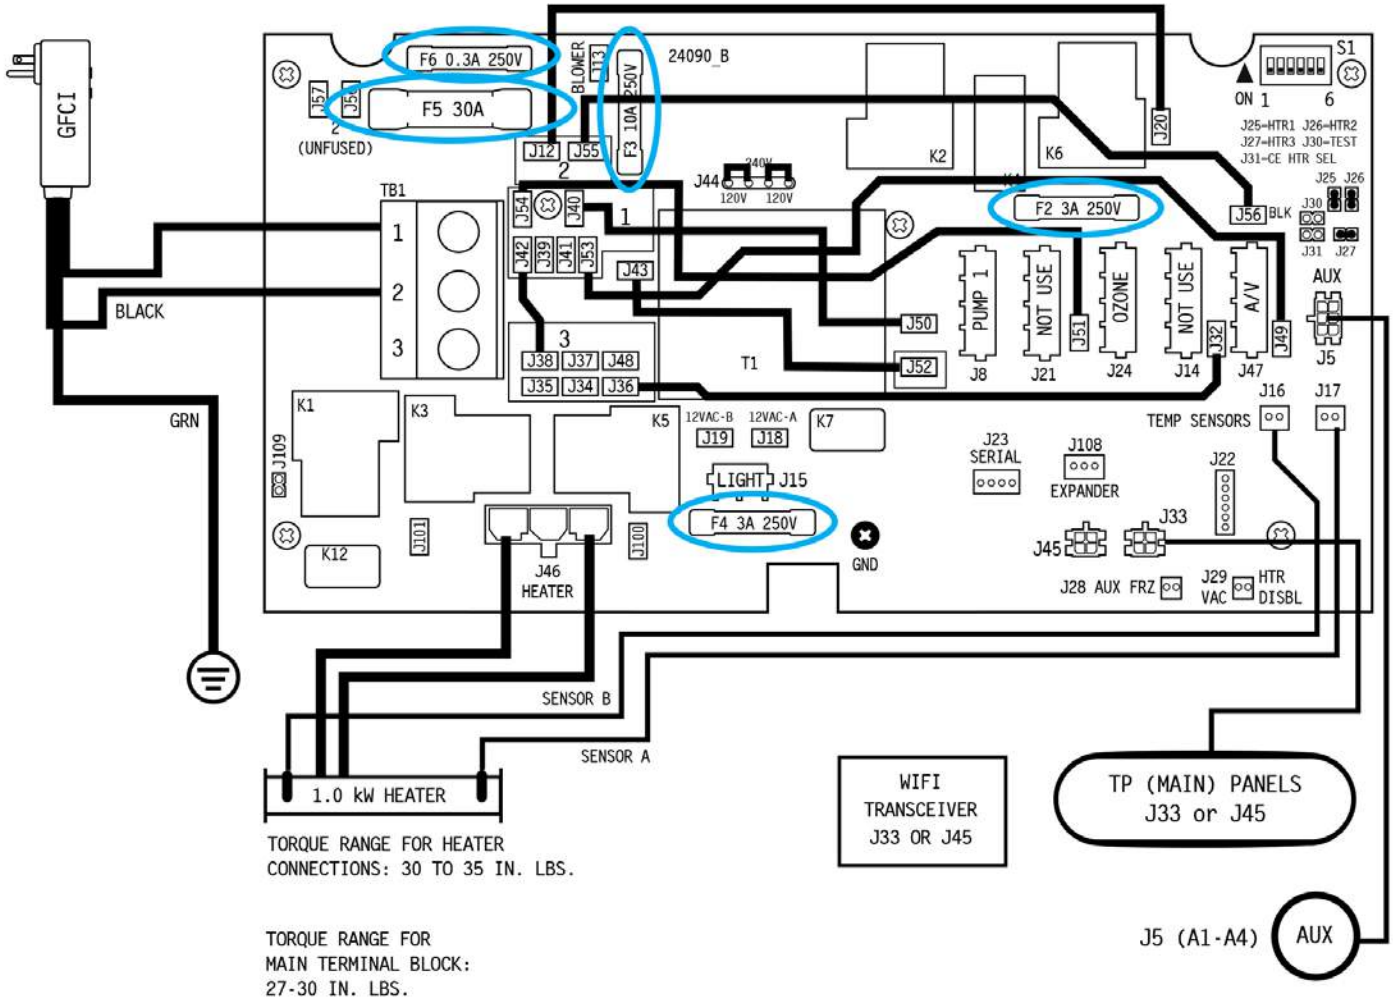 GFCI
F6 0.3A 250V
F5 30A
J57
2
(UNFUSED)
BLOWER
J13
F3 10A 250V
24090_B
S1
ON 1 6
J25=HTR1 J26=HTR2
J27=HTR3 J30=TEST
J31=CE HTR SEL
J25 J26
J30
J31 J27
K2
K6
J20
J12 J55
2
J44
240V
120V 120V
F2 3A 250V
J56 BLK
TB1
1
2
3
J54 J40 1
J42 J39 J41 J53
J43
BLACK
GRN
3
J38 J37 J48
J35 J34 J36
T1
J50
J52
PUMP 1
J8
NOT USE
J21
J51
OZONE
J24
NOT USE
J14
J32
A/V
J47
J49
AUX
J5
J16 J17
TEMP SENSORS
K1
K3
K5
K7
K12
J109
J101
J100
12VAC-B 12VAC-A
J19 J18
LIGHT J15
F4 3A 250V
GND
J46
HEATER
J23
SERIAL
J108
EXPANDER
J22
J45
J33
J28 AUX FRZ
J29
VAC
HTR
DISBL
SENSOR B
SENSOR A
1.0 kW HEATER
TORQUE RANGE FOR HEATER
CONNECTIONS: 30 TO 35 IN. LBS.
TORQUE RANGE FOR
MAIN TERMINAL BLOCK:
27-30 IN. LBS.
WIFI
TRANSCEIVER
J33 OR J45
TP (MAIN) PANELS
J33 or J45
J5 (A1-A4)
AUX